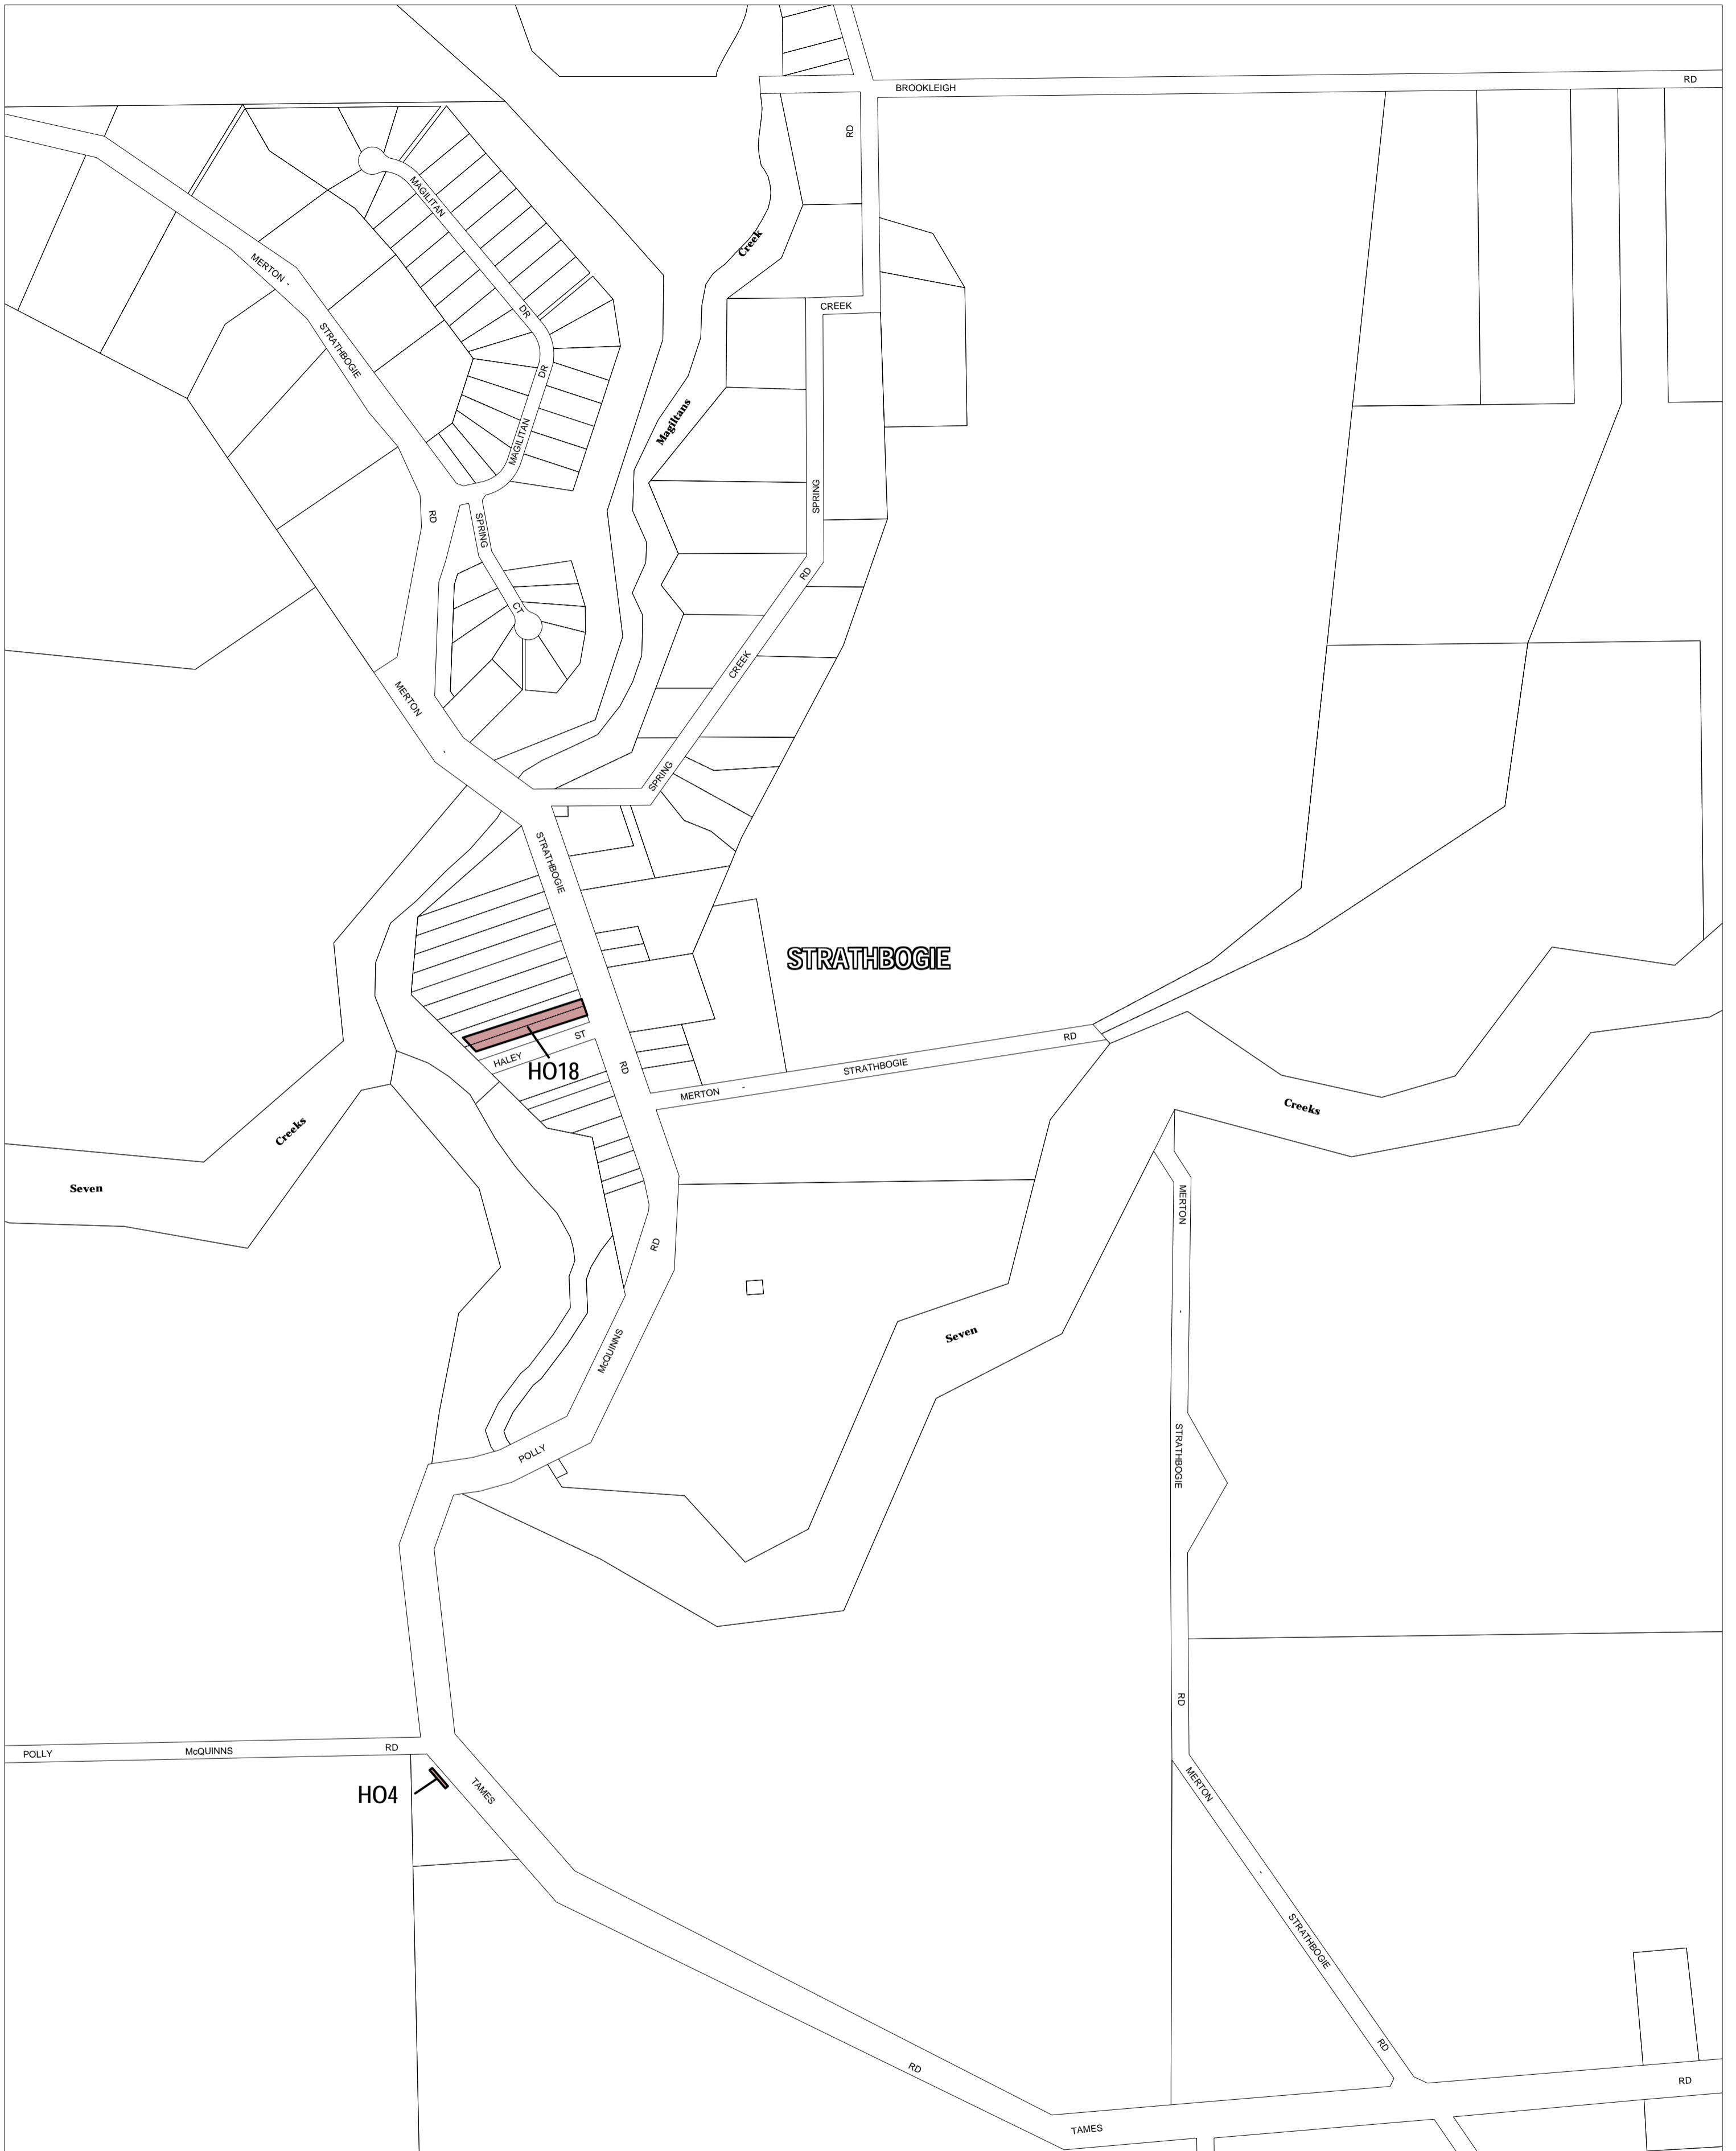 BROOKLEIGH
RD
RD
MAGILITAN
Creek
MERTON -
CREEK
DR
STRATHBOGIE
DR
Magiltans
MAGILITAN
SPRING
RD
SPRING
RD
CT
CREEK
MERTON
-
SPRING
STRATHBOGIE
STRATHBOGIE
ST
HALEY
RD
HO18
RD
STRATHBOGIE
MERTON -
Creeks
Creeks
Seven
MERTON
RD
-
Seven
McQUINNS
POLLY
STRATHBOGIE
RD
POLLY
McQUINNS
RD
HO4
TAMES
MERTON
-
STRATHBOGIE
RD
RD
RD
TAMES